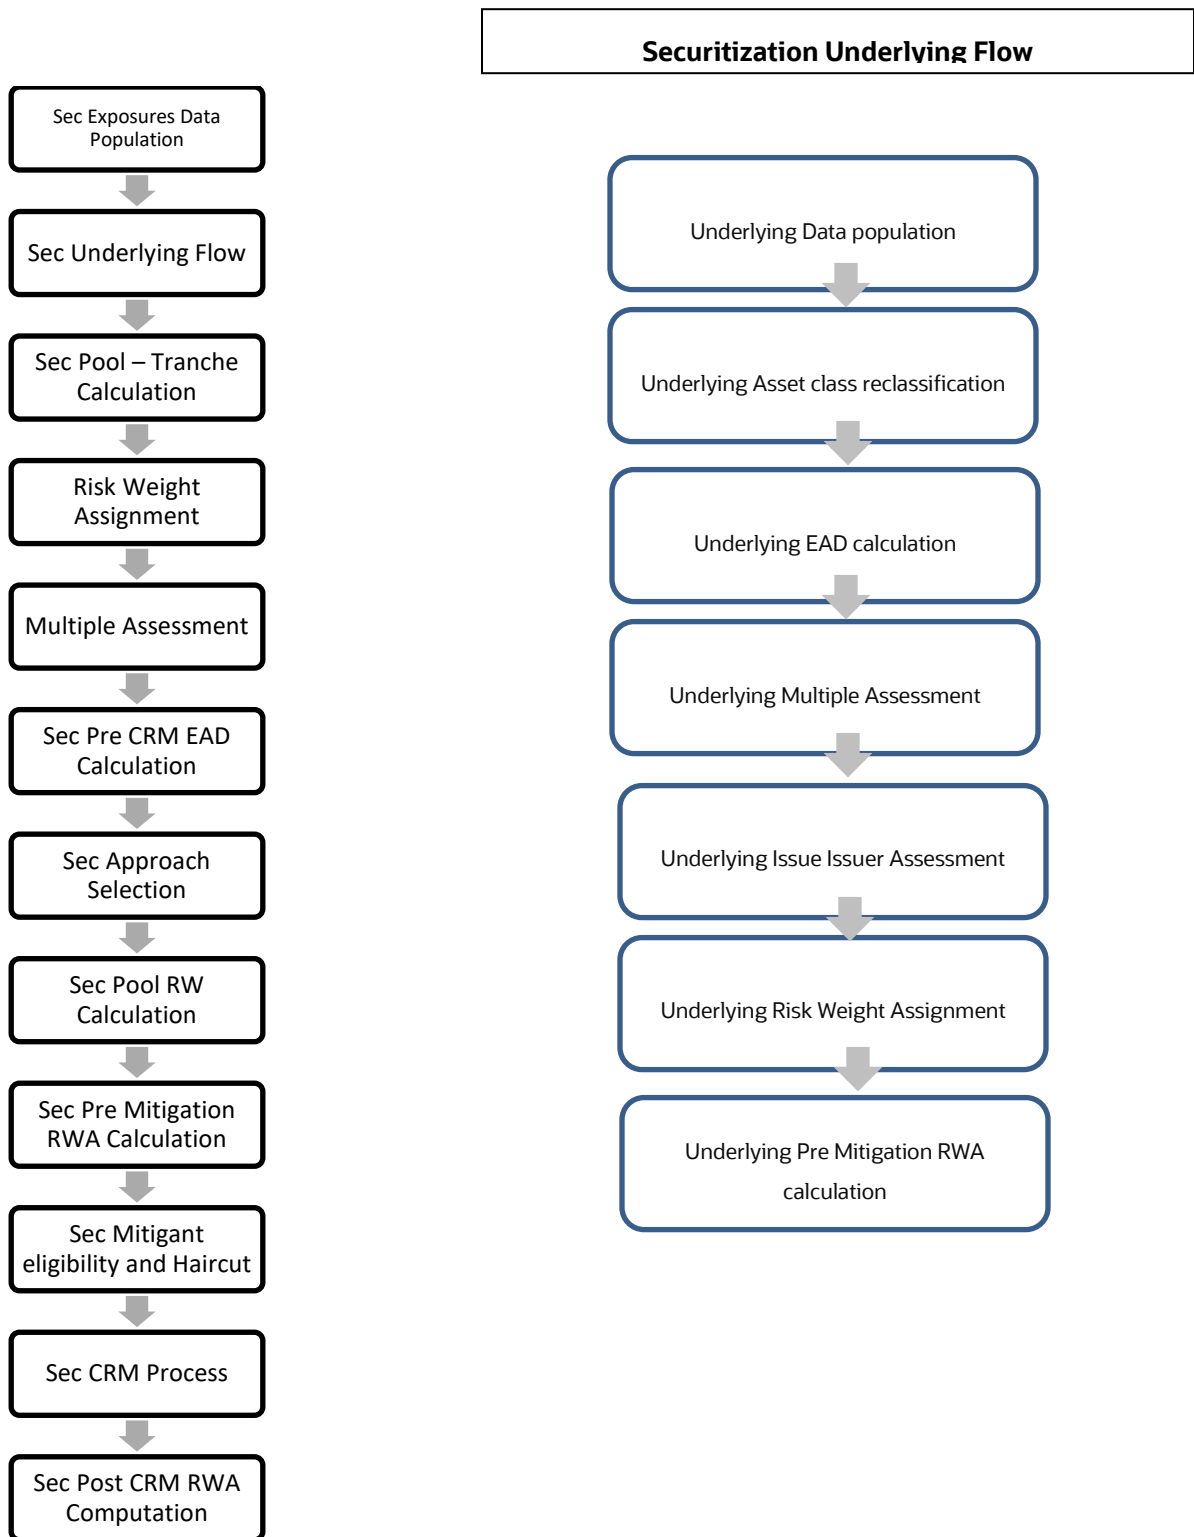 Securitization Underlying Flow
Sec Exposures Data
Population
Sec Underlying Flow
Sec Pool – Tranche
Calculation
Risk Weight
Assignment
Multiple Assessment
Sec Pre CRM EAD
Calculation
Sec Approach
Selection
Sec Pool RW
Calculation
Sec Pre Mitigation
RWA Calculation
Sec Mitigant
eligibility and Haircut
Sec CRM Process
Sec Post CRM RWA
Computation
Underlying Data population
Underlying Asset class reclassification
Underlying EAD calculation
Underlying Multiple Assessment
Underlying Issue Issuer Assessment
Underlying Risk Weight Assignment
Underlying Pre Mitigation RWA
calculation